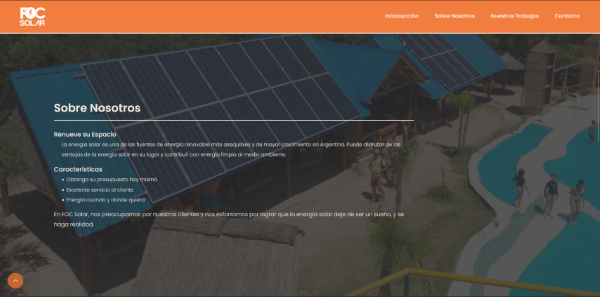 FOC
SOLAR
Introducción
Sobre Nosotros
Nuestros Trabajos
Contacto
Sobre Nosotros
Renueve su Espacio
La energía solar es una de las fuentes de energía renovable más asequibles y de mayor crecimiento en Argentina. Puede disfrutar de las
ventajas de la energía solar en su lugar y contribuir con energía limpia al medio ambiente.
Características
Obtenga su presupuesto hoy mismo
Excelente servicio al cliente
Energía cuando y donde quiera
En FOC Solar, nos preocupamos por nuestros clientes y nos esforzamos por lograr que la energía solar deje de ser un sueño, y se
haga realidad.